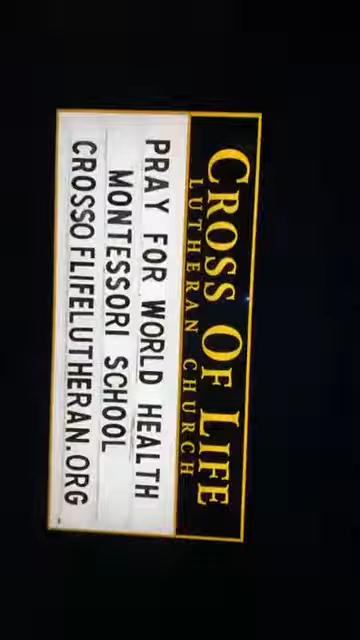 CROSS OF LIFE
LUTHERAN CHURCH
PRAY FOR WORLD HEALTH
MONTESSORI SCHOOL
CROSSOFLIFELUTHERAN.ORG